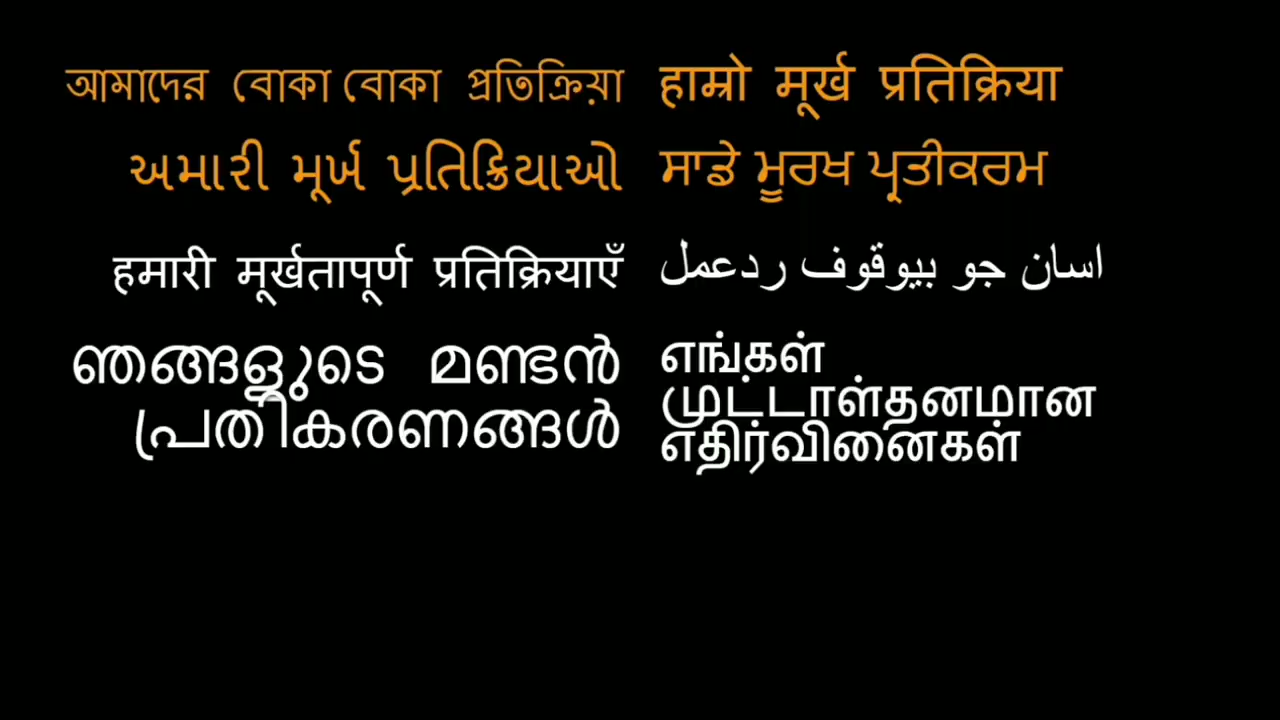 আমাদের বোকা বোকা প্রতিক্রিয়া
हाम्रो मूर्ख प्रतिक्रिया
અમારી મૂર્ખ પ્રતિક્રિયાઓ
ਸਾਡੇ ਮੂਰਖ ਪ੍ਰਤੀਕਰਮ
हमारी मूर्खतापूर्ण प्रतिक्रियाएँ
اسان جو بيوقوف ردعمل
ഞങ്ങളുടെ മണ്ടൻ
പ്രതികരണങ്ങൾ
எங்கள்
முட்டாள்தனமான
எதிர்வினைகள்